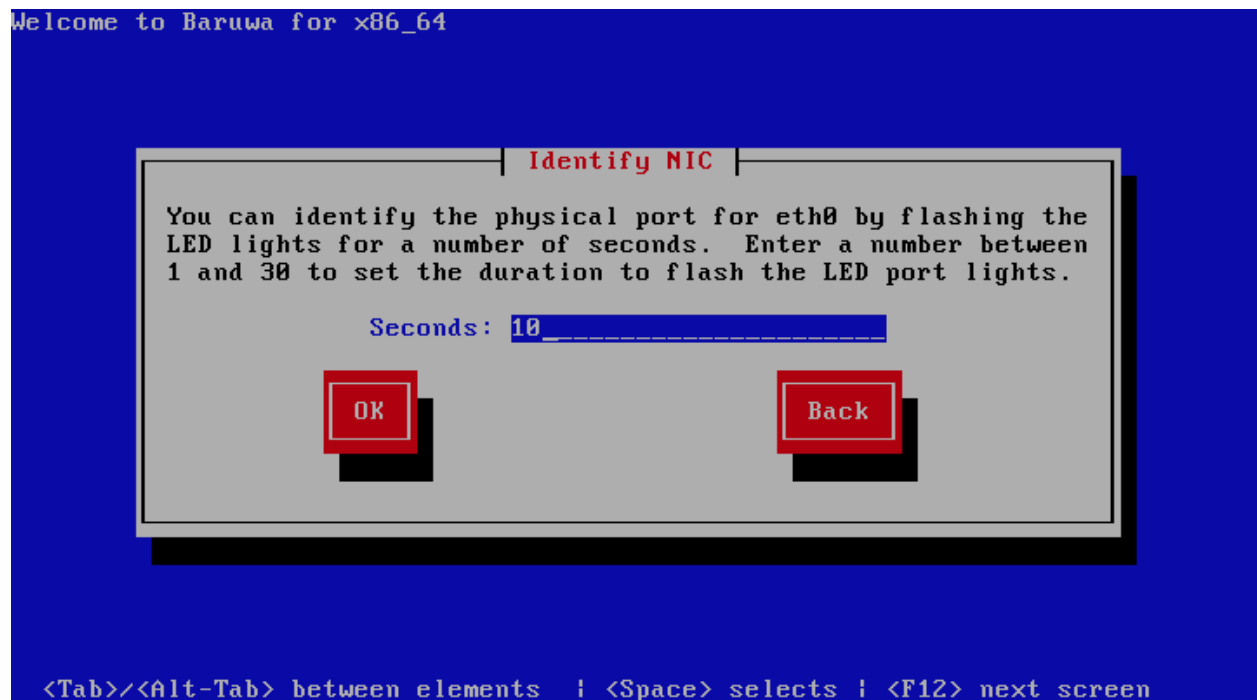 Welcome to Baruwa for x86_64
Identify NIC
You can identify the physical port for eth0 by flashing the
LED lights for a number of seconds.  Enter a number between
1 and 30 to set the duration to flash the LED port lights.
Seconds: 10_____________________
OK Back
<Tab>/<Alt-Tab> between elements  | <Space> selects | <F12> next screen